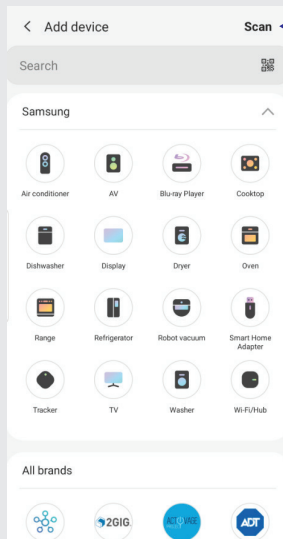 Add device Scan
Search
Samsung
Air conditioner AV Blu-ray Player Cooktop
Dishwasher Display Dryer Oven
Range Refrigerator Robot vacuum Smart Home
Adapter
Tracker TV Washer Wi-Fi/Hub
All brands
2GIG ADT